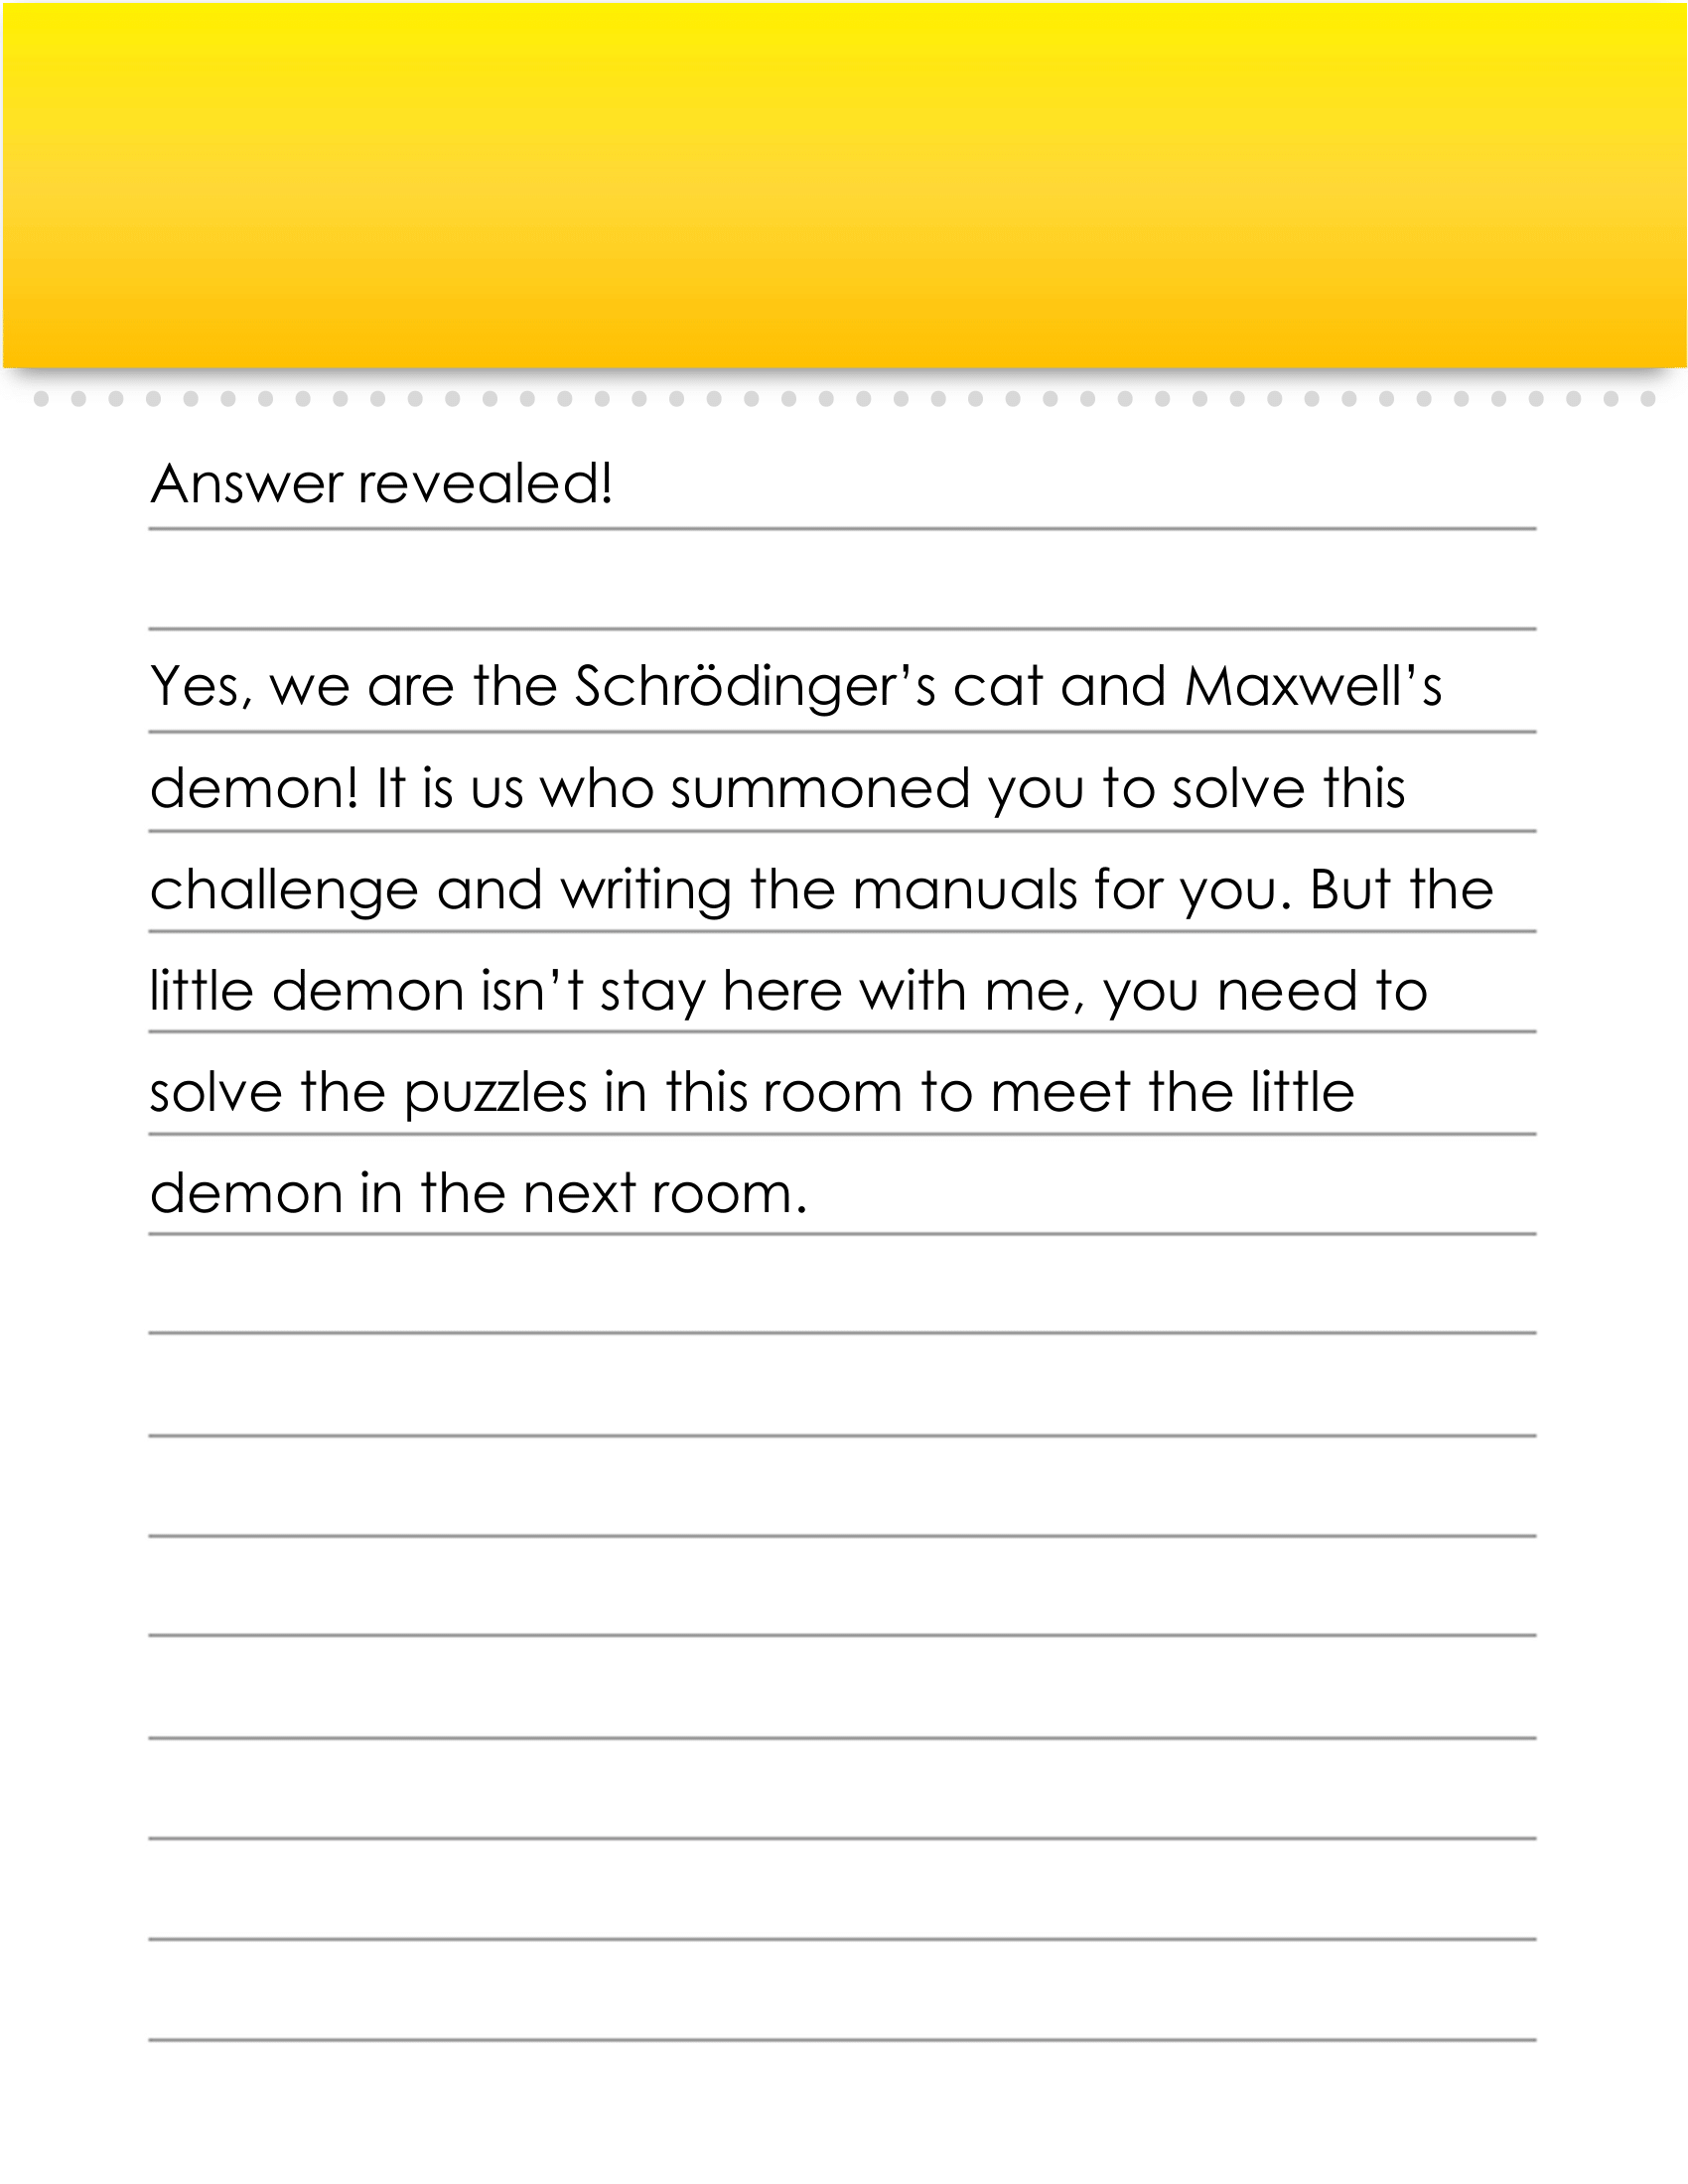 Answer revealed!
Yes, we are the Schrödinger’s cat and Maxwell’s
demon! It is us who summoned you to solve this
challenge and writing the manuals for you. But the
little demon isn’t stay here with me, you need to
solve the puzzles in this room to meet the little
demon in the next room.